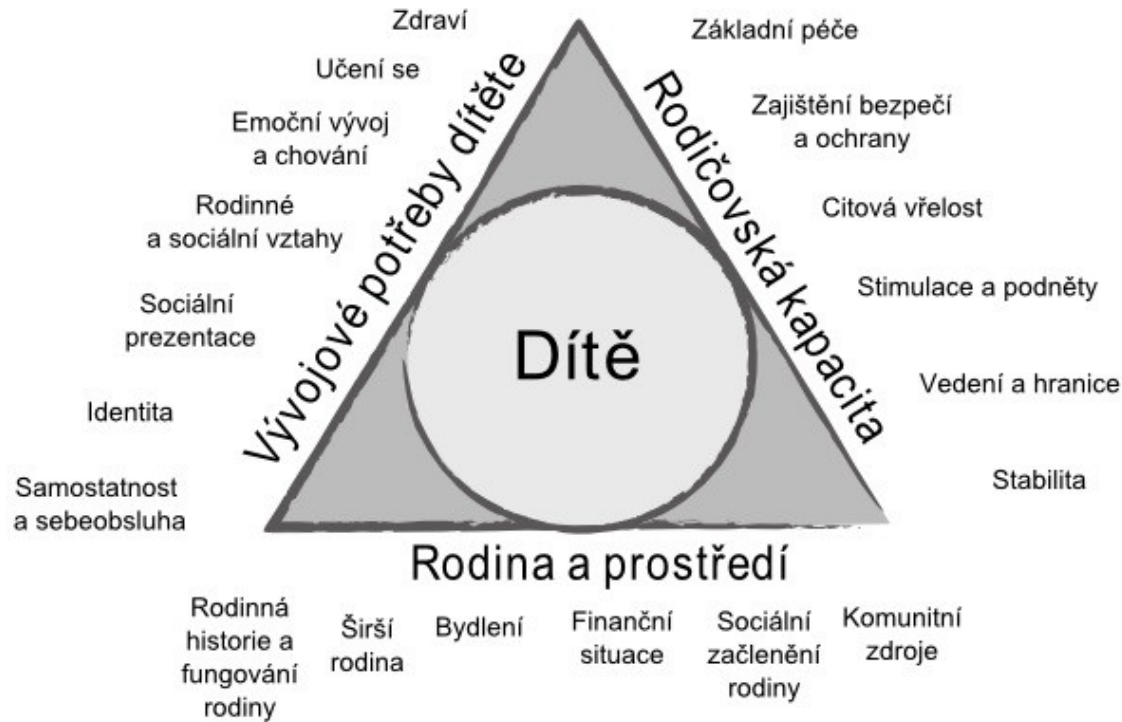 Zdraví
Učení se
Emoční vývoj
a chování
Rodinné
a sociální vztahy
Sociální
prezentace
Identita
Samostatnost
a sebeobsluha
Vývojové potřeby dítěte
Dítě
Rodičovská kapacita
Základní péče
Zajištění bezpečí
a ochrany
Citová vřelost
Stimulace a podněty
Vedení a hranice
Stabilita
Rodina a prostředí
Rodinná
historie a
fungování
rodiny
Širší
rodina
Bydlení
Finanční
situace
Sociální
začlenění
rodiny
Komunitní
zdroje